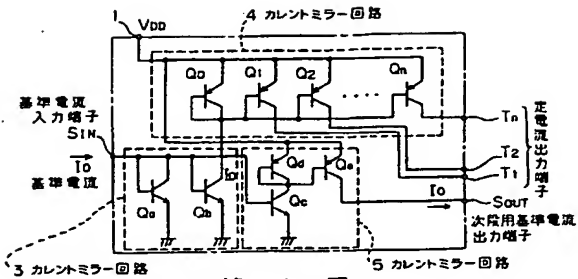 1
VDD
4 カレントミラー回路
Q0
Q1
Q2
Qn
基準電流
入力端子
SIN
I0
基準電流
I0
Qa
Qb
Qc
Qd
Qe
Tn
T2
T1
定電流出力端子
I0
SOUT
次段用基準電流
出力端子
3 カレントミラー回路
5 カレントミラー回路